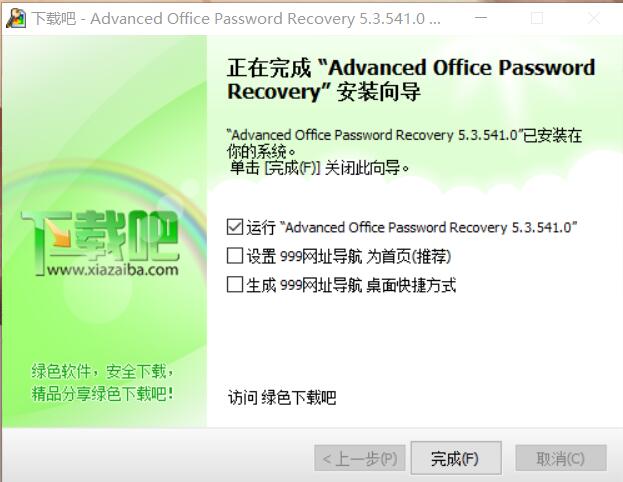 下载吧 - Advanced Office Password Recovery 5.3.541.0 ...
正在完成 “Advanced Office Password
Recovery” 安装向导
“Advanced Office Password Recovery 5.3.541.0”已安装在
你的系统。
单击 [完成(F)] 关闭此向导。
下载吧
www.xiazaiba.com
运行 “Advanced Office Password Recovery 5.3.541.0”
设置 999网址导航 为首页(推荐)
生成 999网址导航 桌面快捷方式
绿色软件，安全下载，
精品分享绿色下载吧！
访问 绿色下载吧
< 上一步(P)
完成(F)
取消(C)